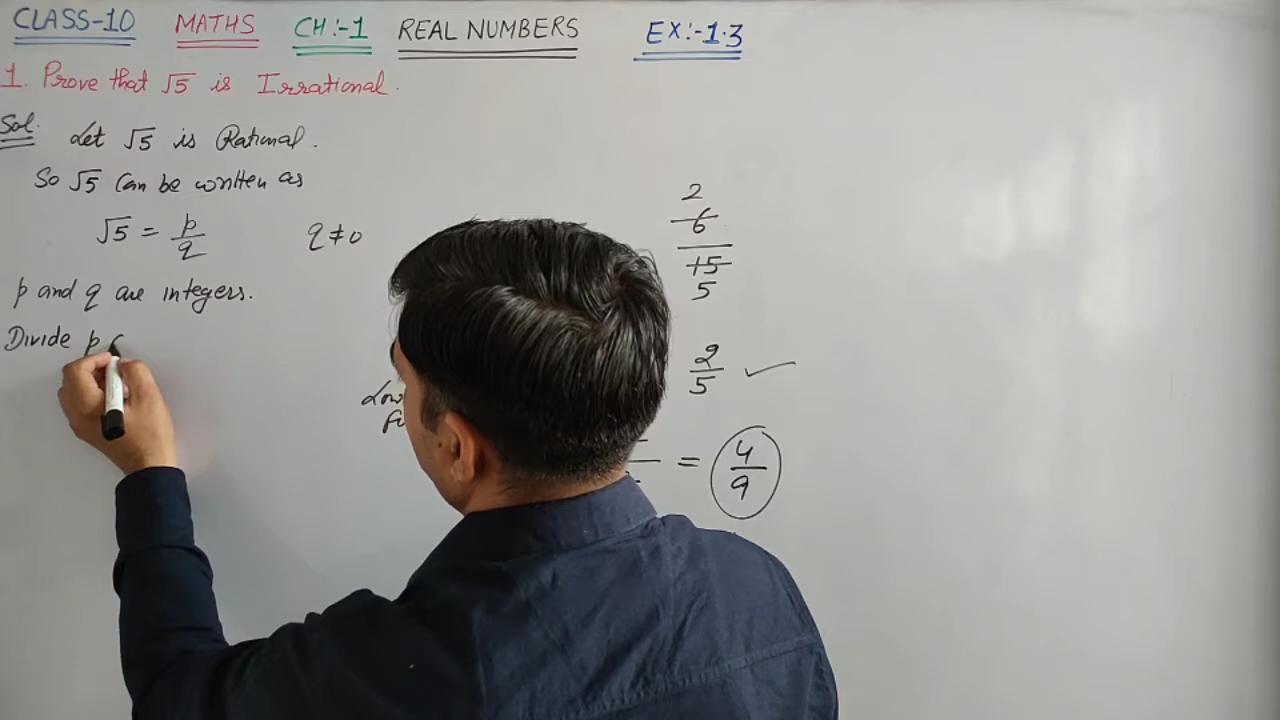 CLASS-10 MATHS CH:-1 REAL NUMBERS EX:-1.3
1. Prove that √5 is Irrational.
Sol. Let √5 is Rational.
So √5 can be written as
√5 = p/q q≠0
p and q are integers.
Divide p
2
6
15
5
2/5 ✓
= 4/9